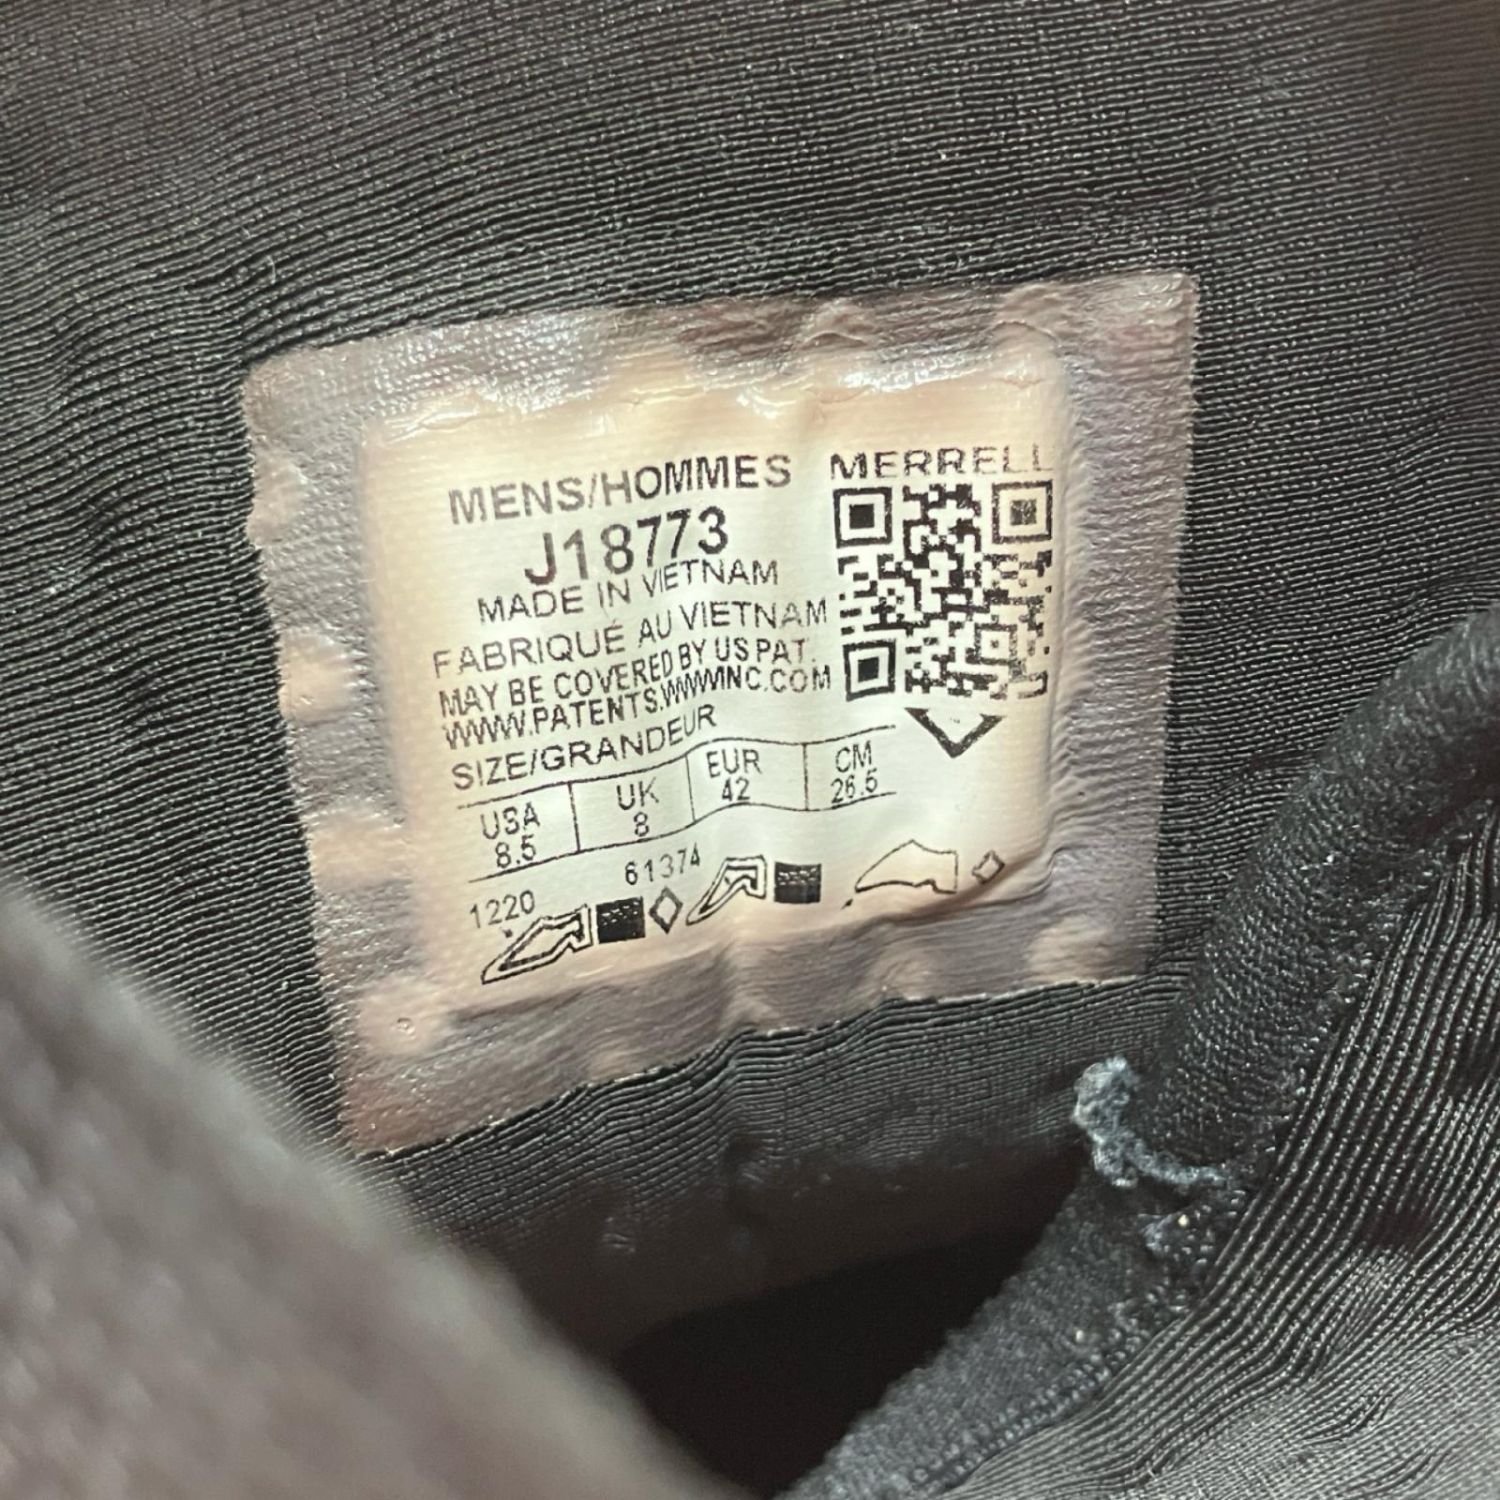 MENS/HOMMES
J18773
MADE IN VIETNAM
FABRIQUÉ AU VIETNAM
MAY BE COVERED BY US PAT.
WWW.PATENTS.WWWINC.COM
SIZE/GRANDEUR
USA UK EUR CM
8.5 8 42 26.5
1220 61374
MERRELL